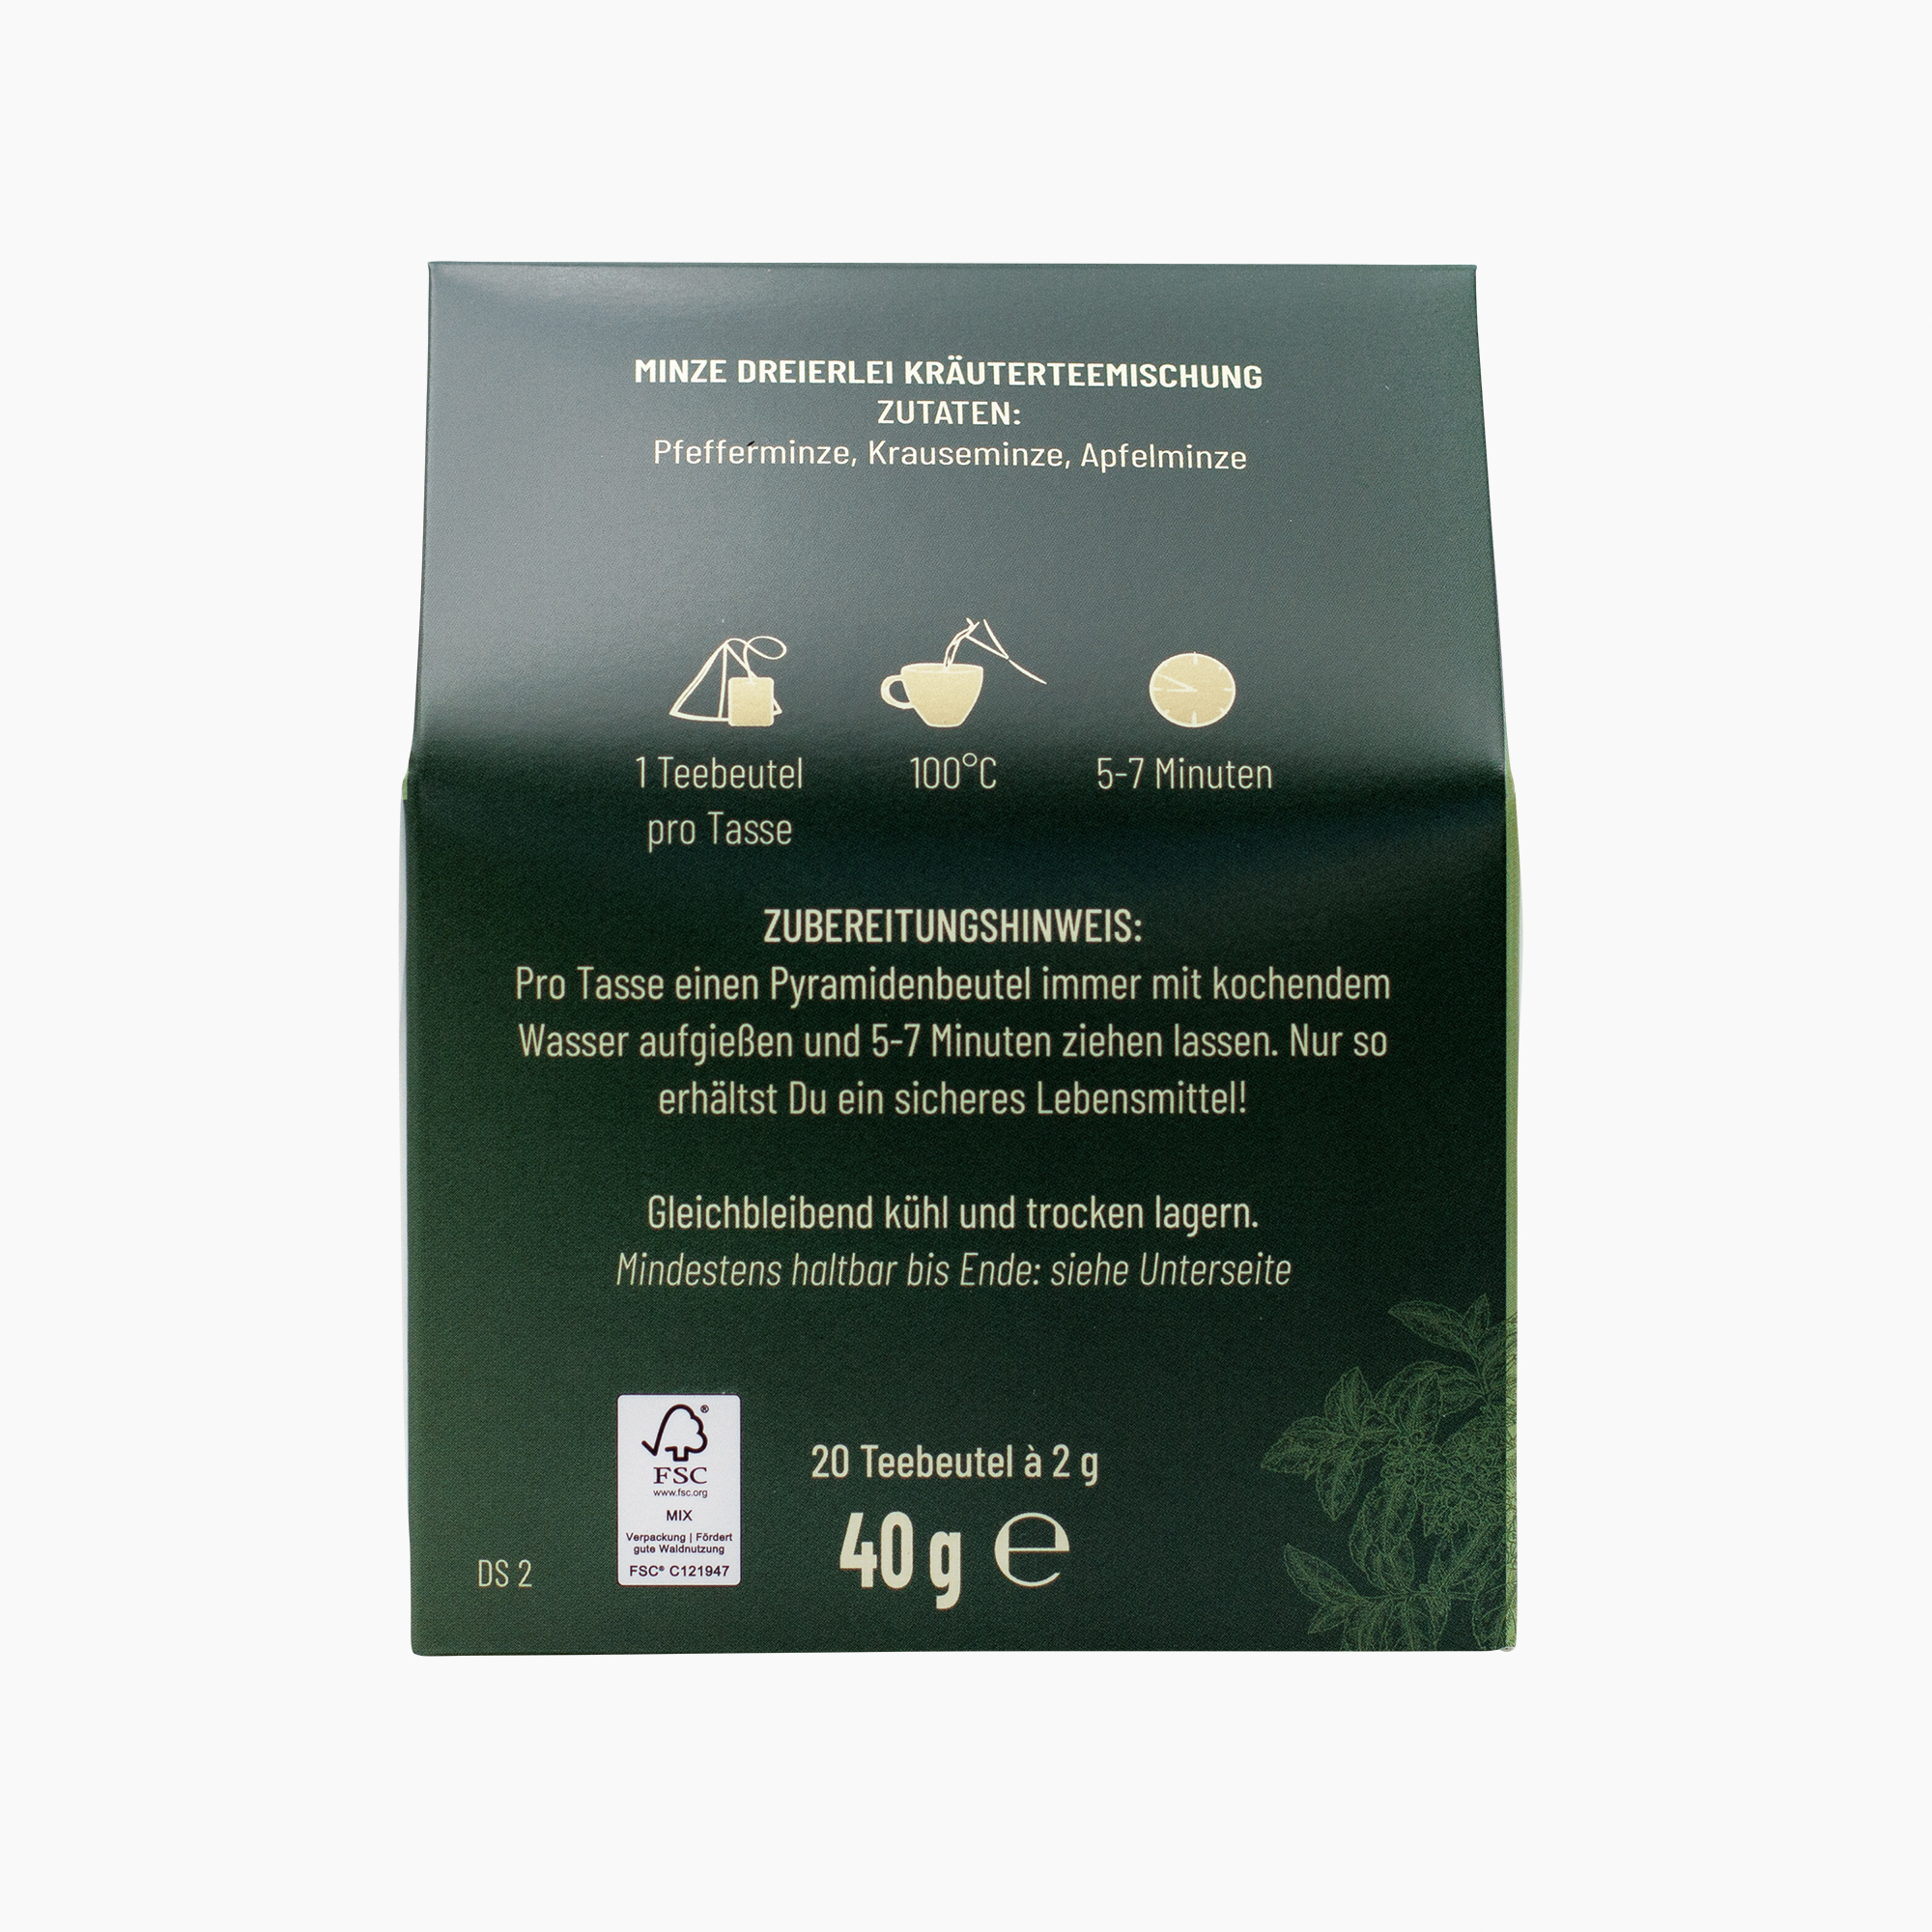 MINZE DREIERLEI KRÄUTERTEEMISCHUNG
ZUTATEN:
Pfefferminze, Krauseminze, Apfelminze
1 Teebeutel
pro Tasse
100°C
5-7 Minuten
ZUBEREITUNGSHINWEIS:
Pro Tasse einen Pyramidenbeutel immer mit kochendem
Wasser aufgießen und 5-7 Minuten ziehen lassen. Nur so
erhältst Du ein sicheres Lebensmittel!
Gleichbleibend kühl und trocken lagern.
Mindestens haltbar bis Ende: siehe Unterseite
DS 2
®
FSC
www.fsc.org
MIX
Verpackung | Fördert
gute Waldnutzung
FSC® C121947
20 Teebeutel à 2 g
40 g ℮